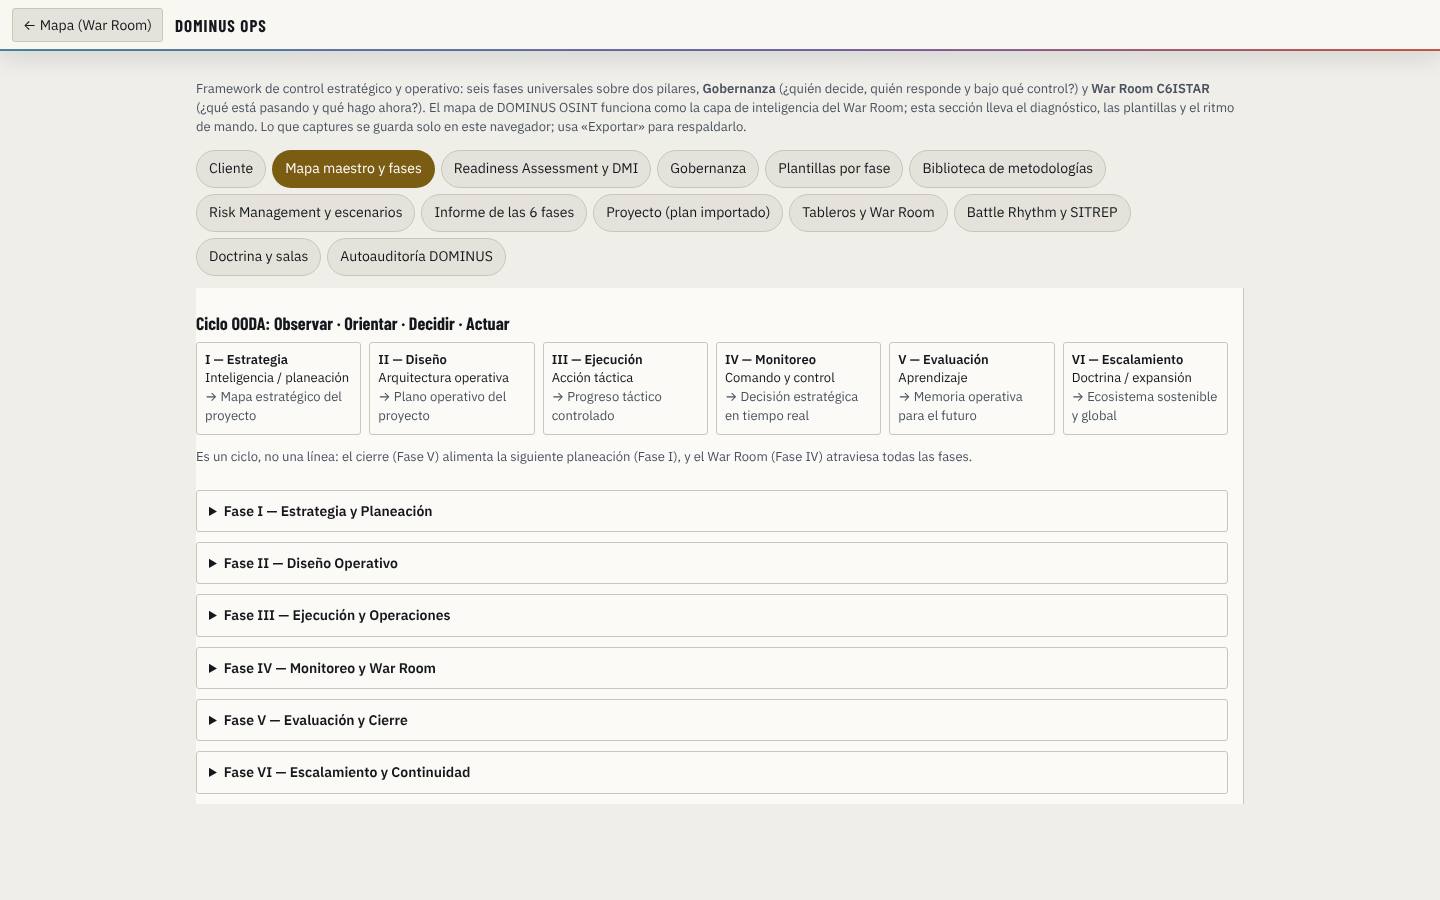 ← Mapa (War Room)
DOMINUS OPS
Framework de control estratégico y operativo: seis fases universales sobre dos pilares, Gobernanza (¿quién decide, quién responde y bajo qué control?) y War Room C6ISTAR
(¿qué está pasando y qué hago ahora?). El mapa de DOMINUS OSINT funciona como la capa de inteligencia del War Room; esta sección lleva el diagnóstico, las plantillas y el ritmo
de mando. Lo que captures se guarda solo en este navegador; usa «Exportar» para respaldarlo.
Cliente
Mapa maestro y fases
Readiness Assessment y DMI
Gobernanza
Plantillas por fase
Biblioteca de metodologías
Risk Management y escenarios
Informe de las 6 fases
Proyecto (plan importado)
Tableros y War Room
Battle Rhythm y SITREP
Doctrina y salas
Autoauditoría DOMINUS
Ciclo OODA: Observar · Orientar · Decidir · Actuar
I — Estrategia
Inteligencia / planeación
→ Mapa estratégico del
proyecto
II — Diseño
Arquitectura operativa
→ Plano operativo del
proyecto
III — Ejecución
Acción táctica
→ Progreso táctico
controlado
IV — Monitoreo
Comando y control
→ Decisión estratégica
en tiempo real
V — Evaluación
Aprendizaje
→ Memoria operativa
para el futuro
VI — Escalamiento
Doctrina / expansión
→ Ecosistema sostenible
y global
Es un ciclo, no una línea: el cierre (Fase V) alimenta la siguiente planeación (Fase I), y el War Room (Fase IV) atraviesa todas las fases.
▶ Fase I — Estrategia y Planeación
▶ Fase II — Diseño Operativo
▶ Fase III — Ejecución y Operaciones
▶ Fase IV — Monitoreo y War Room
▶ Fase V — Evaluación y Cierre
▶ Fase VI — Escalamiento y Continuidad